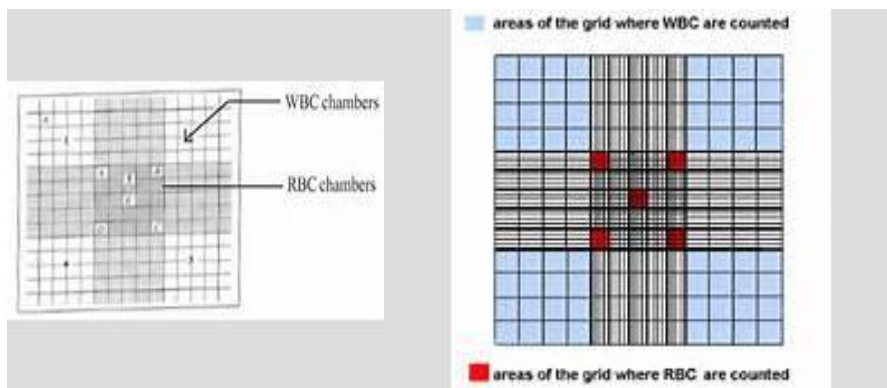 WBC chambers
RBC chambers
areas of the grid where WBC are counted
areas of the grid where RBC are counted